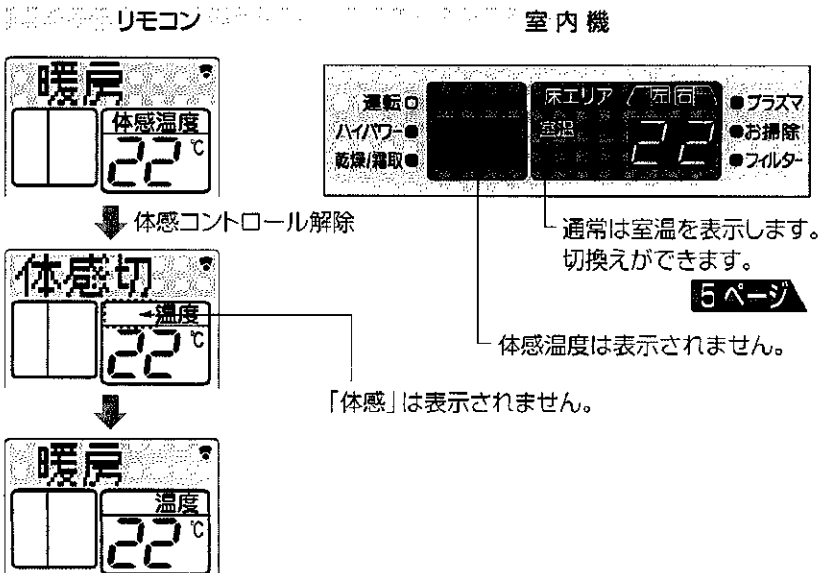 リモコン
室内機
暖房
体感温度
22℃
体感コントロール解除
体感切
温度
22℃
暖房
温度
22℃
運転
ハイパワー
乾燥/霜取
床エリア 左 右
室温 22
プラズマ
お掃除
フィルター
通常は室温を表示します。
切換えができます。
5 ページ
体感温度は表示されません。
「体感」は表示されません。